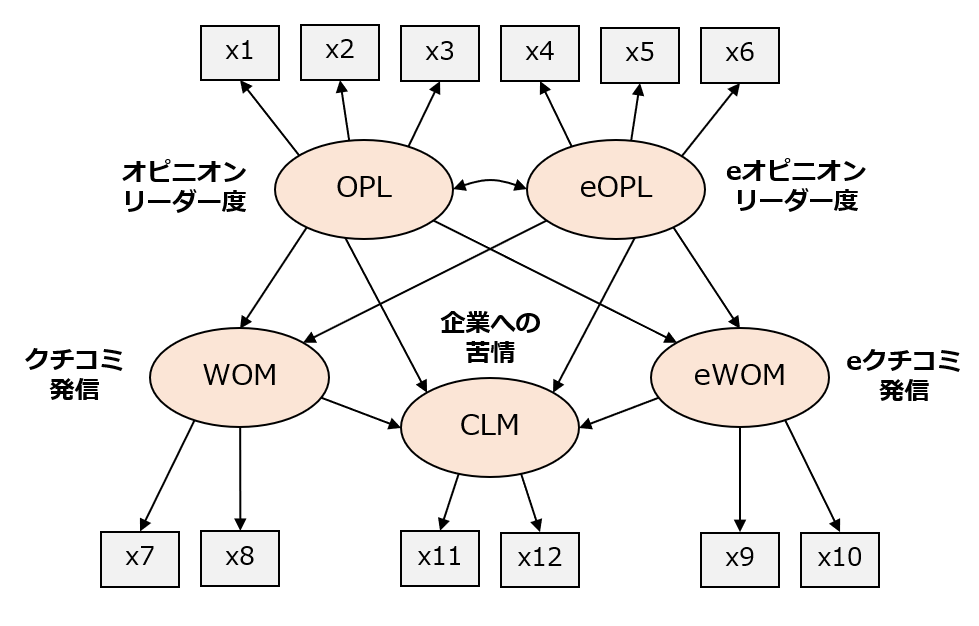 x1
x2
x3
x4
x5
x6
オピニオン
リーダー度
OPL
eOPL
eオピニオン
リーダー度
クチコミ
発信
WOM
企業への
苦情
CLM
eWOM
eクチコミ
発信
x7
x8
x11
x12
x9
x10